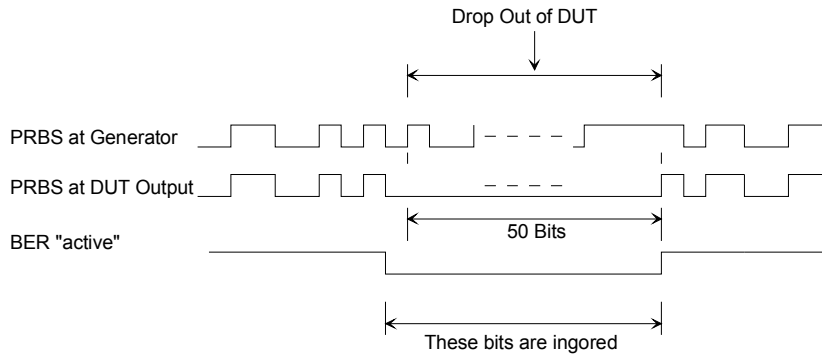 Drop Out of DUT
PRBS at Generator
PRBS at DUT Output
50 Bits
BER "active"
These bits are ingored